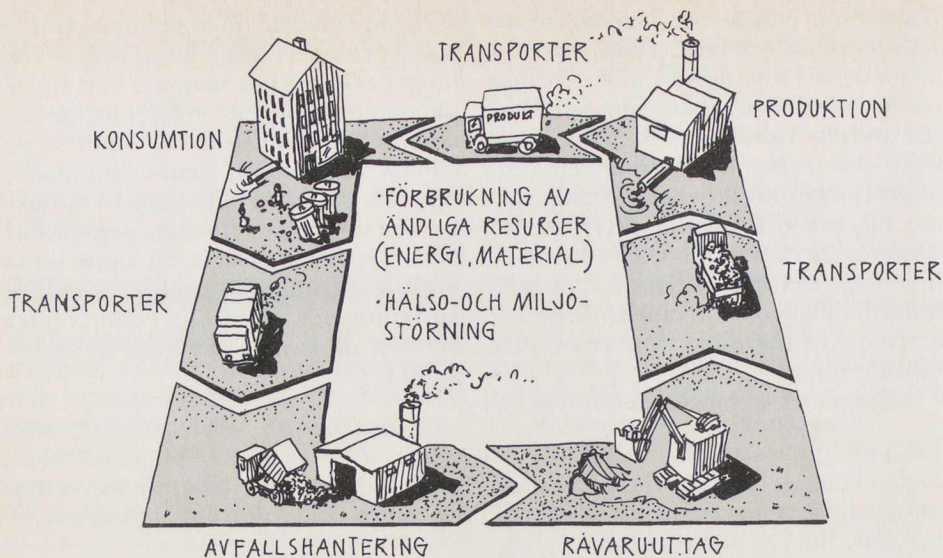 TRANSPORTER
PRODUKT
KONSUMTION
PRODUKTION
·FÖRBRUKNING AV
ÄNDLIGA RESURSER
(ENERGI, MATERIAL)
TRANSPORTER
TRANSPORTER
·HÄLSO-OCH MILJÖ-
STÖRNING
AVFALLSHANTERING
RÅVARU-UTTAG